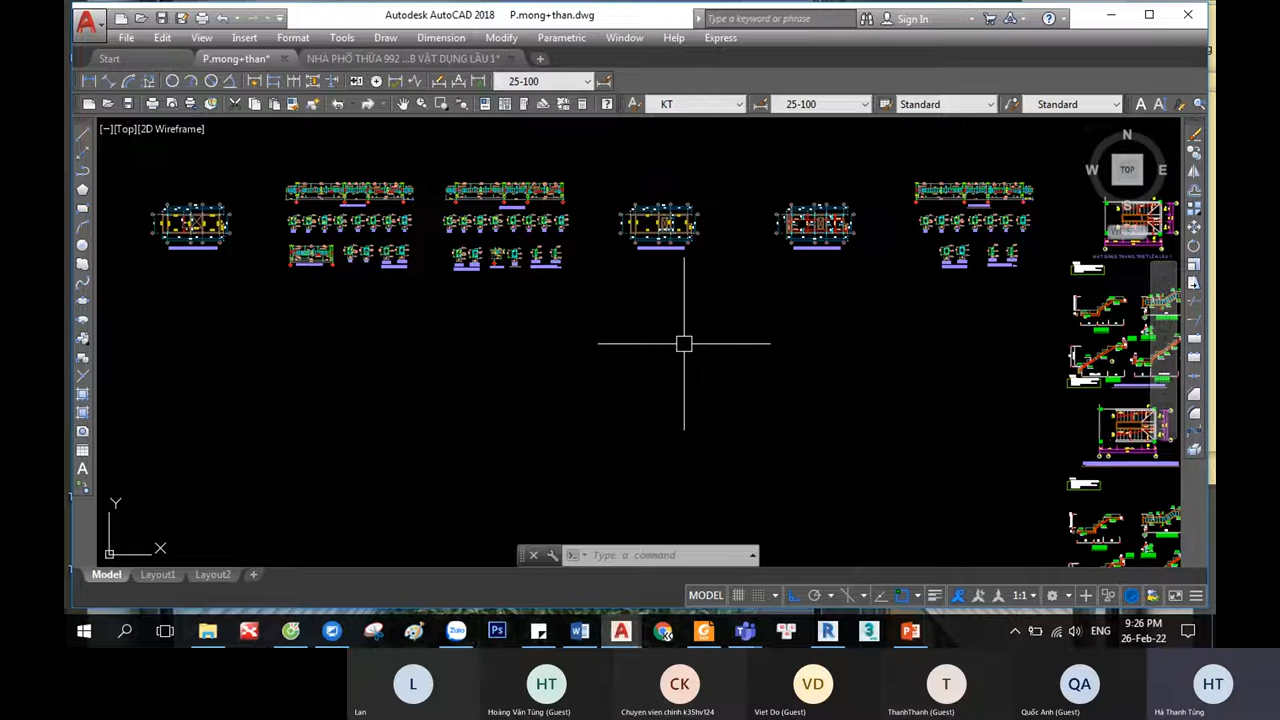 Autodesk AutoCAD 2018 P.mong+than.dwg
Type a keyword or phrase
Sign In
File Edit View Insert Format Tools Draw Dimension Modify Parametric Window Help Express
Start
P.mong+than*
NHÀ PHỐ THỪA 992 ...B VẬT DỤNG LẦU 1*
25-100
KT
25-100
Standard
Standard
[−][Top][2D Wireframe]
N
W
TOP
E
S
Y
X
Type a command
Model Layout1 Layout2
MODEL
1:1
ENG
9:26 PM
26-Feb-22
L
HT
CK
VD
T
QA
HT
Lan
Hoàng Văn Tùng (Guest)
Chuyen vien chinh k35hv124
Viet Do (Guest)
ThanhThanh (Guest)
Quốc Anh (Guest)
Hà Thanh Tùng